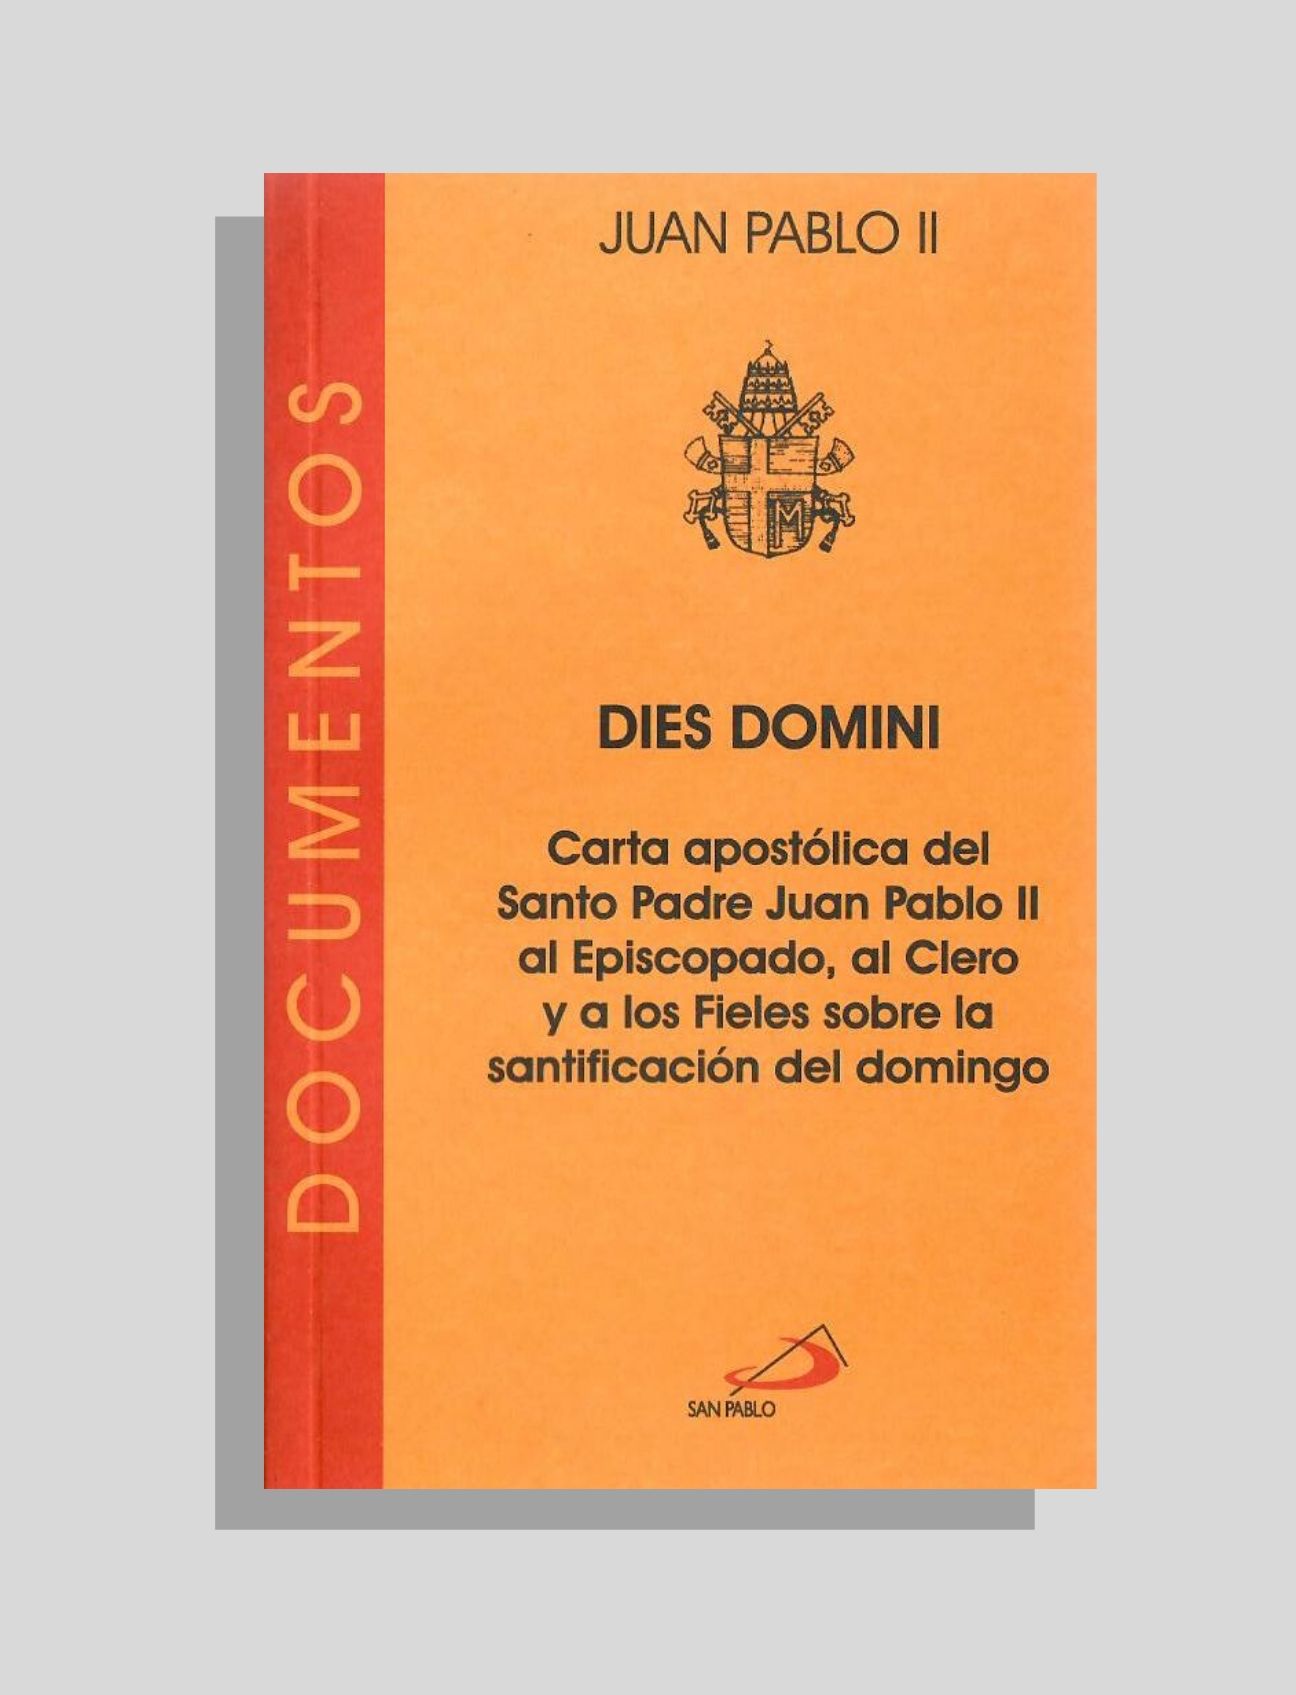 JUAN PABLO II
DOCUMENTOS
M
DIES DOMINI
Carta apostólica del
Santo Padre Juan Pablo II
al Episcopado, al Clero
y a los Fieles sobre la
santificación del domingo
SAN PABLO